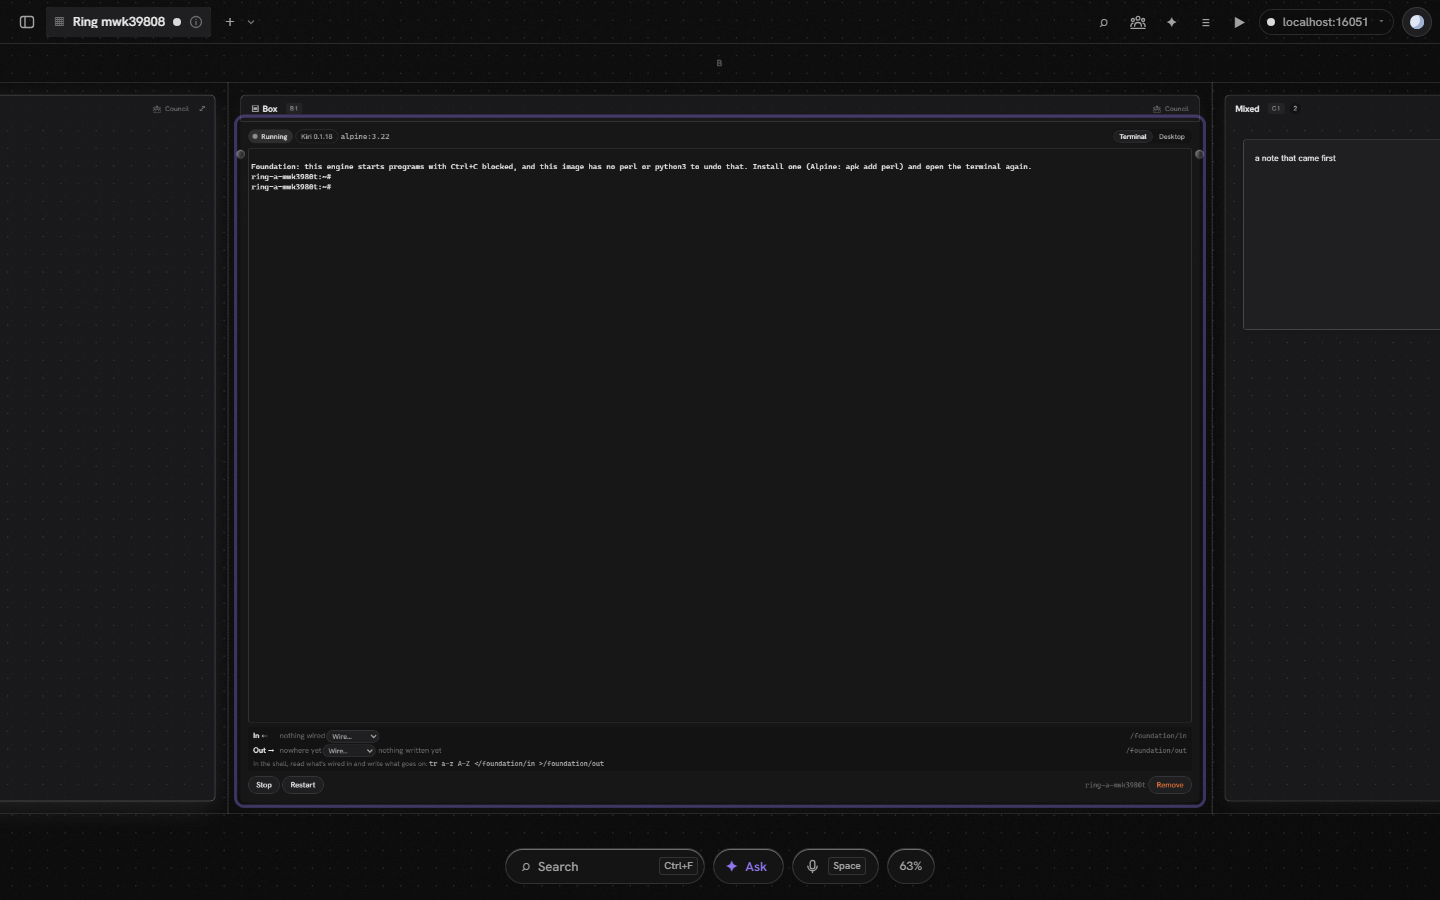 Ring mwk39808
localhost:16051
B
Council
Box B1
Council
Mixed C1 2
Running Kiri 0.1.18 alpine:3.22
Terminal Desktop
a note that came first
Foundation: this engine starts programs with Ctrl+C blocked, and this image has no perl or python3 to undo that. Install one (Alpine: apk add perl) and open the terminal again.
ring-a-mwk3980t:~#
ring-a-mwk3980t:~#
In ← nothing wired Wire... /foundation/in
Out → nowhere yet Wire... nothing written yet /foundation/out
In the shell, read what's wired in and write what goes on: tr a-z A-Z </foundation/in >/foundation/out
Stop Restart ring-a-mwk3980t Remove
Search Ctrl+F Ask Space 63%